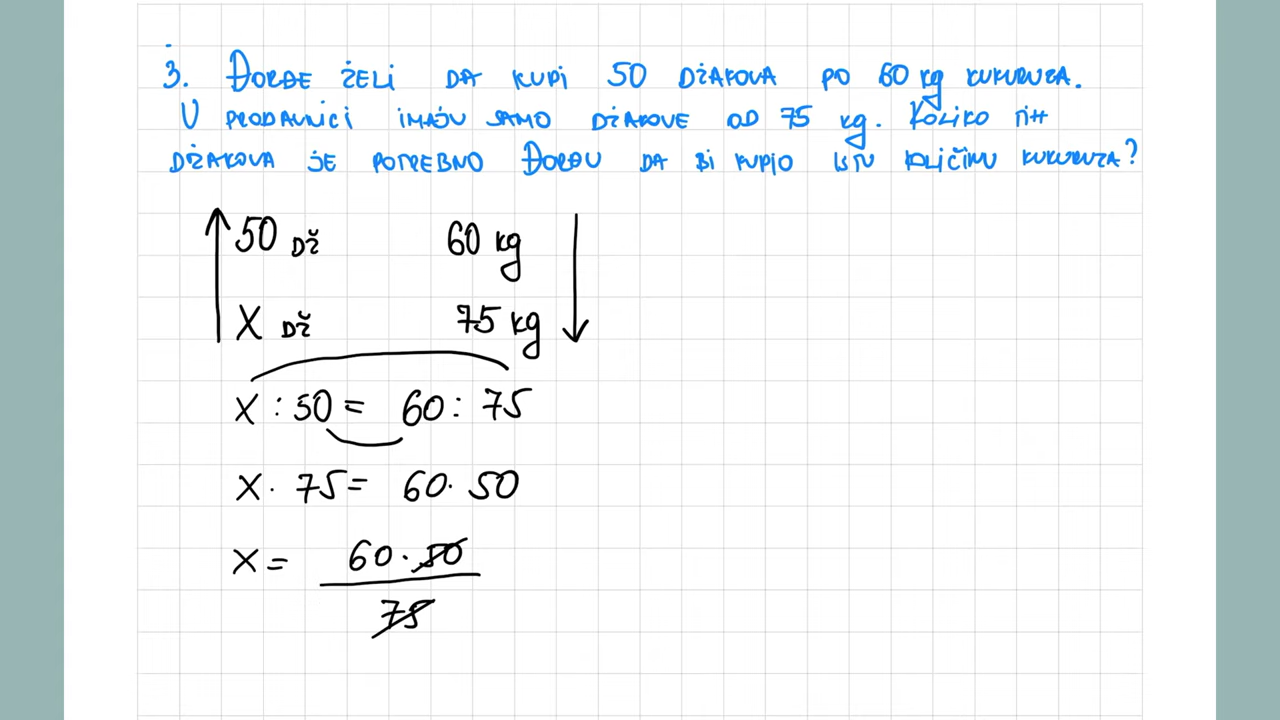 3. ĐORĐE ŽELI DA KUPI 50 DŽAKOVA PO 60 kg KUKURUZA.
U PRODAVNICI IMAJU SAMO DŽAKOVE OD 75 kg. KOLIKO TIH
DŽAKOVA JE POTREBNO ĐORĐU DA BI KUPIO ISTU KOLIČINU KUKURUZA?
50 DŽ 60 kg
X DŽ 75 kg
X : 50 = 60 : 75
X · 75 = 60 · 50
X = 60 · 50
75